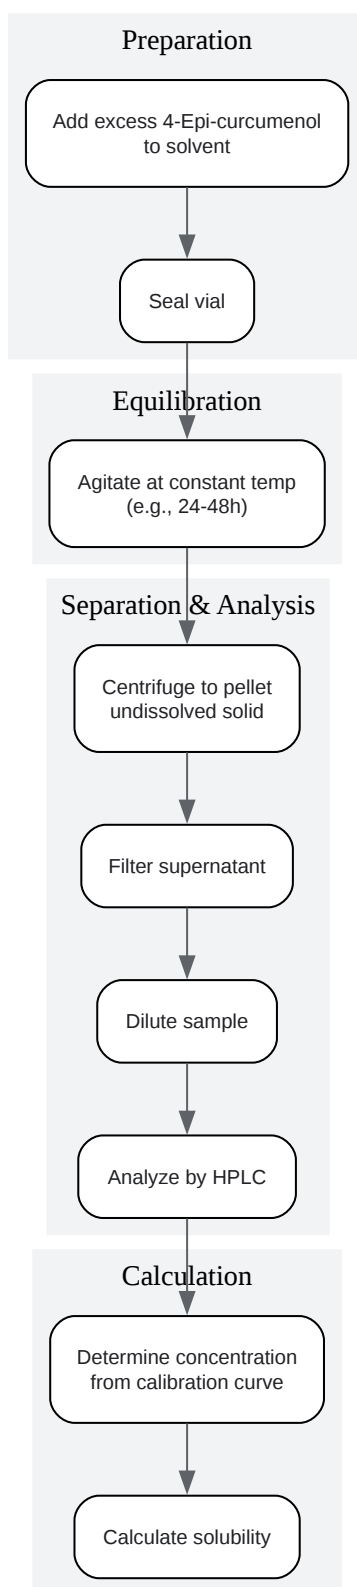 Preparation
Add excess 4-Epi-curcumenol
to solvent
Seal vial
Equilibration
Agitate at constant temp
(e.g., 24-48h)
Separation & Analysis
Centrifuge to pellet
undissolved solid
Filter supernatant
Dilute sample
Analyze by HPLC
Calculation
Determine concentration
from calibration curve
Calculate solubility